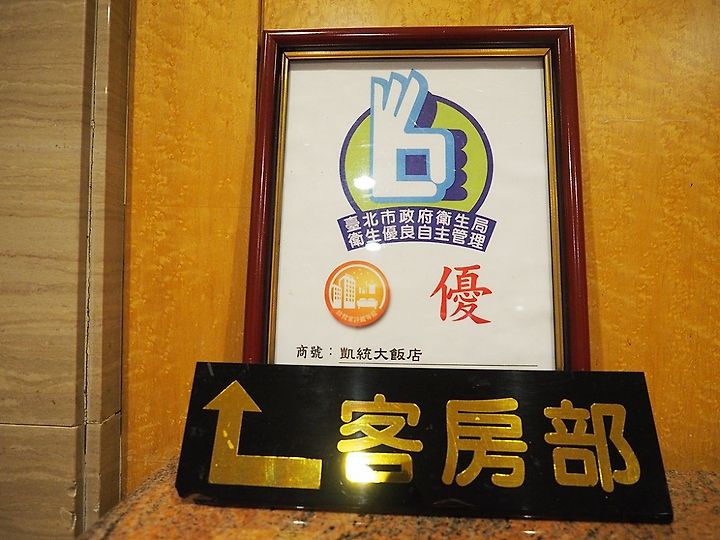 臺北市政府衛生局
衛生優良自主管理
優
商號：凱統大飯店
客房部